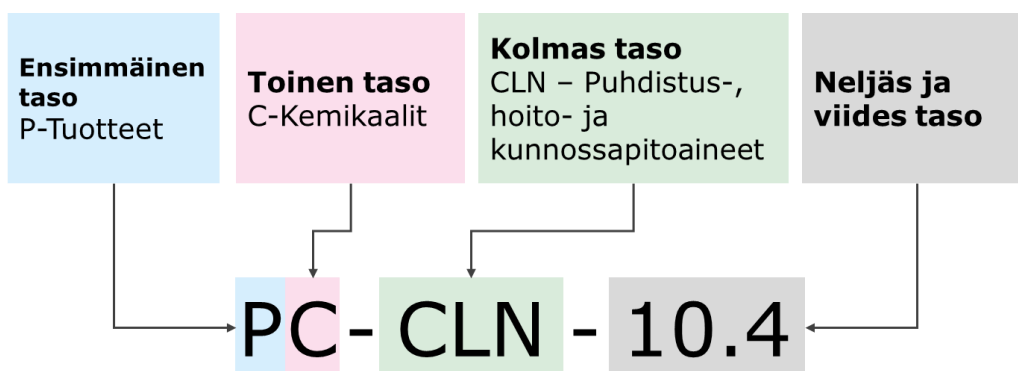 Ensimmäinen
taso
P-Tuotteet
Toinen taso
C-Kemikaalit
Kolmas taso
CLN – Puhdistus-,
hoito- ja
kunnossapitoaineet
Neljäs ja
viides taso
PC-CLN-10.4